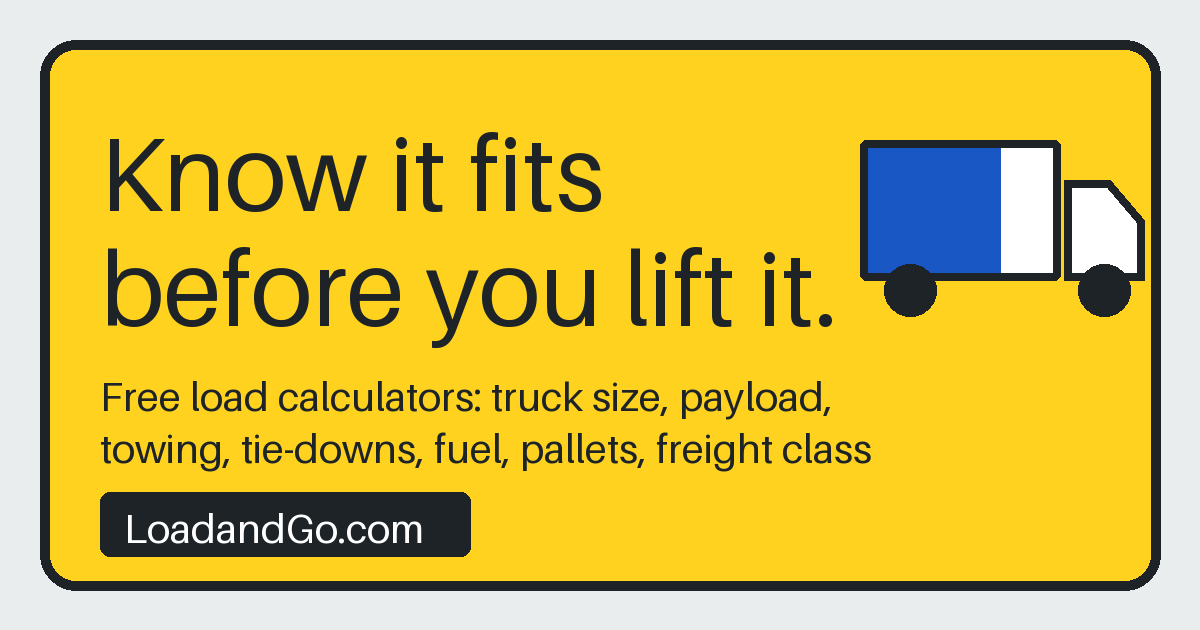 Know it fits
before you lift it.
Free load calculators: truck size, payload,
towing, tie-downs, fuel, pallets, freight class
LoadandGo.com